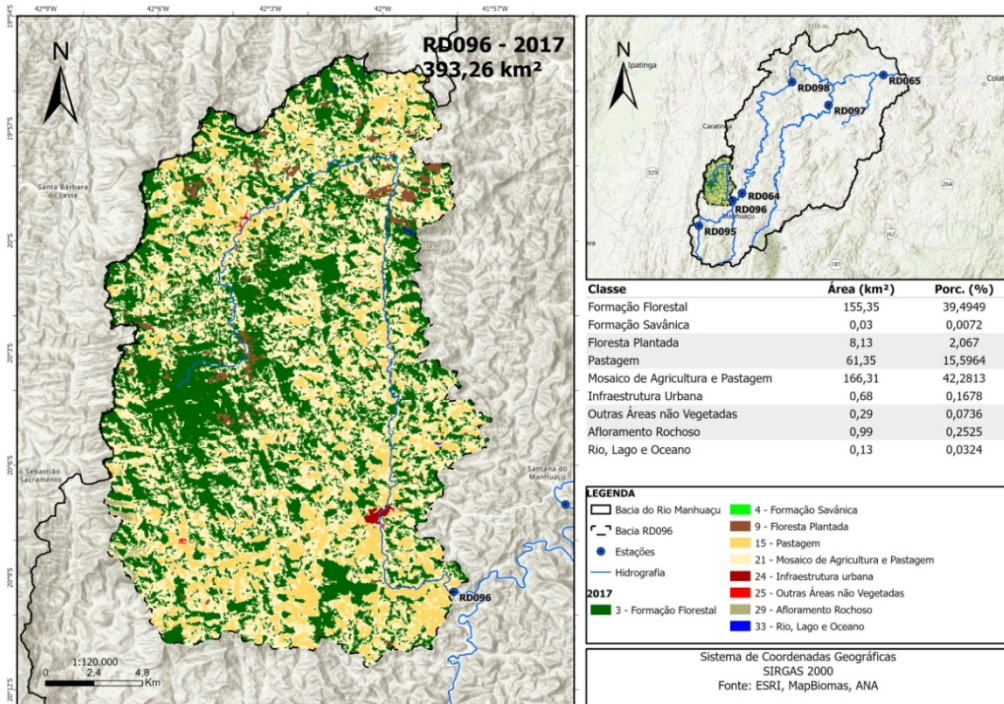 42°9'W 42°6'W 42°3'W 42°W 41°57'W
19°54'S
19°57'S
20°S
20°3'S
20°6'S
20°9'S
20°12'S
N
RD096 - 2017
393,26 km²
Santa Bárbara
do Leste
o Sebastião
Sacramento
Santana do
Manhuaçu
RD096
1:120.000
0 2,4 4,8
Km
N
Ipatinga
Colat
RD098
RD065
RD097
Caratinga
329
264
RD064
RD096
Manhuaçu
RD095
262
181
Classe Área (km²) Porc. (%)
Formação Florestal 155,35 39,4949
Formação Savânica 0,03 0,0072
Floresta Plantada 8,13 2,067
Pastagem 61,35 15,5964
Mosaico de Agricultura e Pastagem 166,31 42,2813
Infraestrutura Urbana 0,68 0,1678
Outras Áreas não Vegetadas 0,29 0,0736
Afloramento Rochoso 0,99 0,2525
Rio, Lago e Oceano 0,13 0,0324
LEGENDA
Bacia do Rio Manhuaçu
Bacia RD096
Estações
Hidrografia
2017
3 - Formação Florestal
4 - Formação Savânica
9 - Floresta Plantada
15 - Pastagem
21 - Mosaico de Agricultura e Pastagem
24 - Infraestrutura urbana
25 - Outras Áreas não Vegetadas
29 - Afloramento Rochoso
33 - Rio, Lago e Oceano
Sistema de Coordenadas Geográficas
SIRGAS 2000
Fonte: ESRI, MapBiomas, ANA